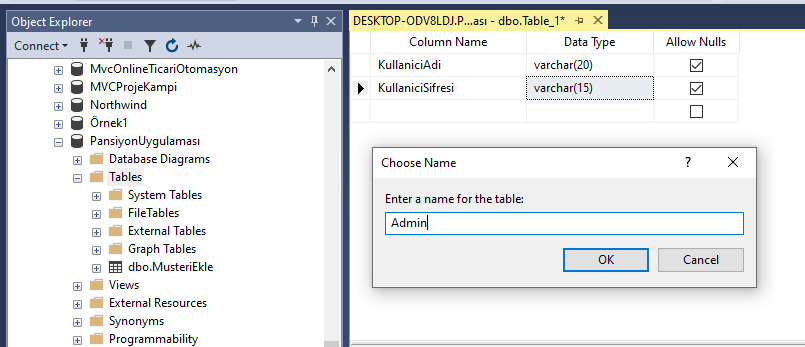 Object Explorer
Connect
MvcOnlineTicariOtomasyon
MVCProjeKampi
Northwind
Örnek1
PansiyonUygulaması
Database Diagrams
Tables
System Tables
FileTables
External Tables
Graph Tables
dbo.MusteriEkle
Views
External Resources
Synonyms
Programmability
DESKTOP-ODV8LDJ.P...ası - dbo.Table_1*
Column Name Data Type Allow Nulls
KullaniciAdi varchar(20)
KullaniciSifresi varchar(15)
Choose Name ?
Enter a name for the table:
Admin
OK Cancel